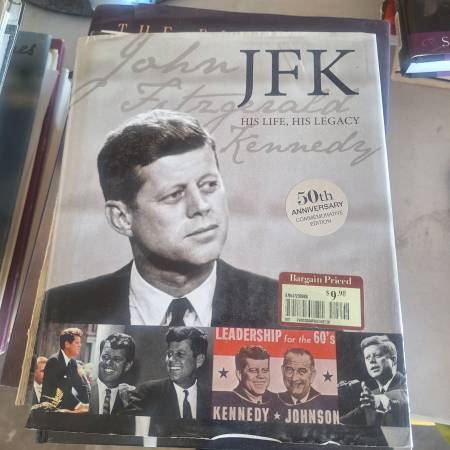 John
Fitzgerald
Kennedy
JFK
HIS LIFE, HIS LEGACY
50th
ANNIVERSARY
COMMEMORATIVE
EDITION
Bargain Priced
$9.98
LEADERSHIP for the 60's
KENNEDY ★ JOHNSON